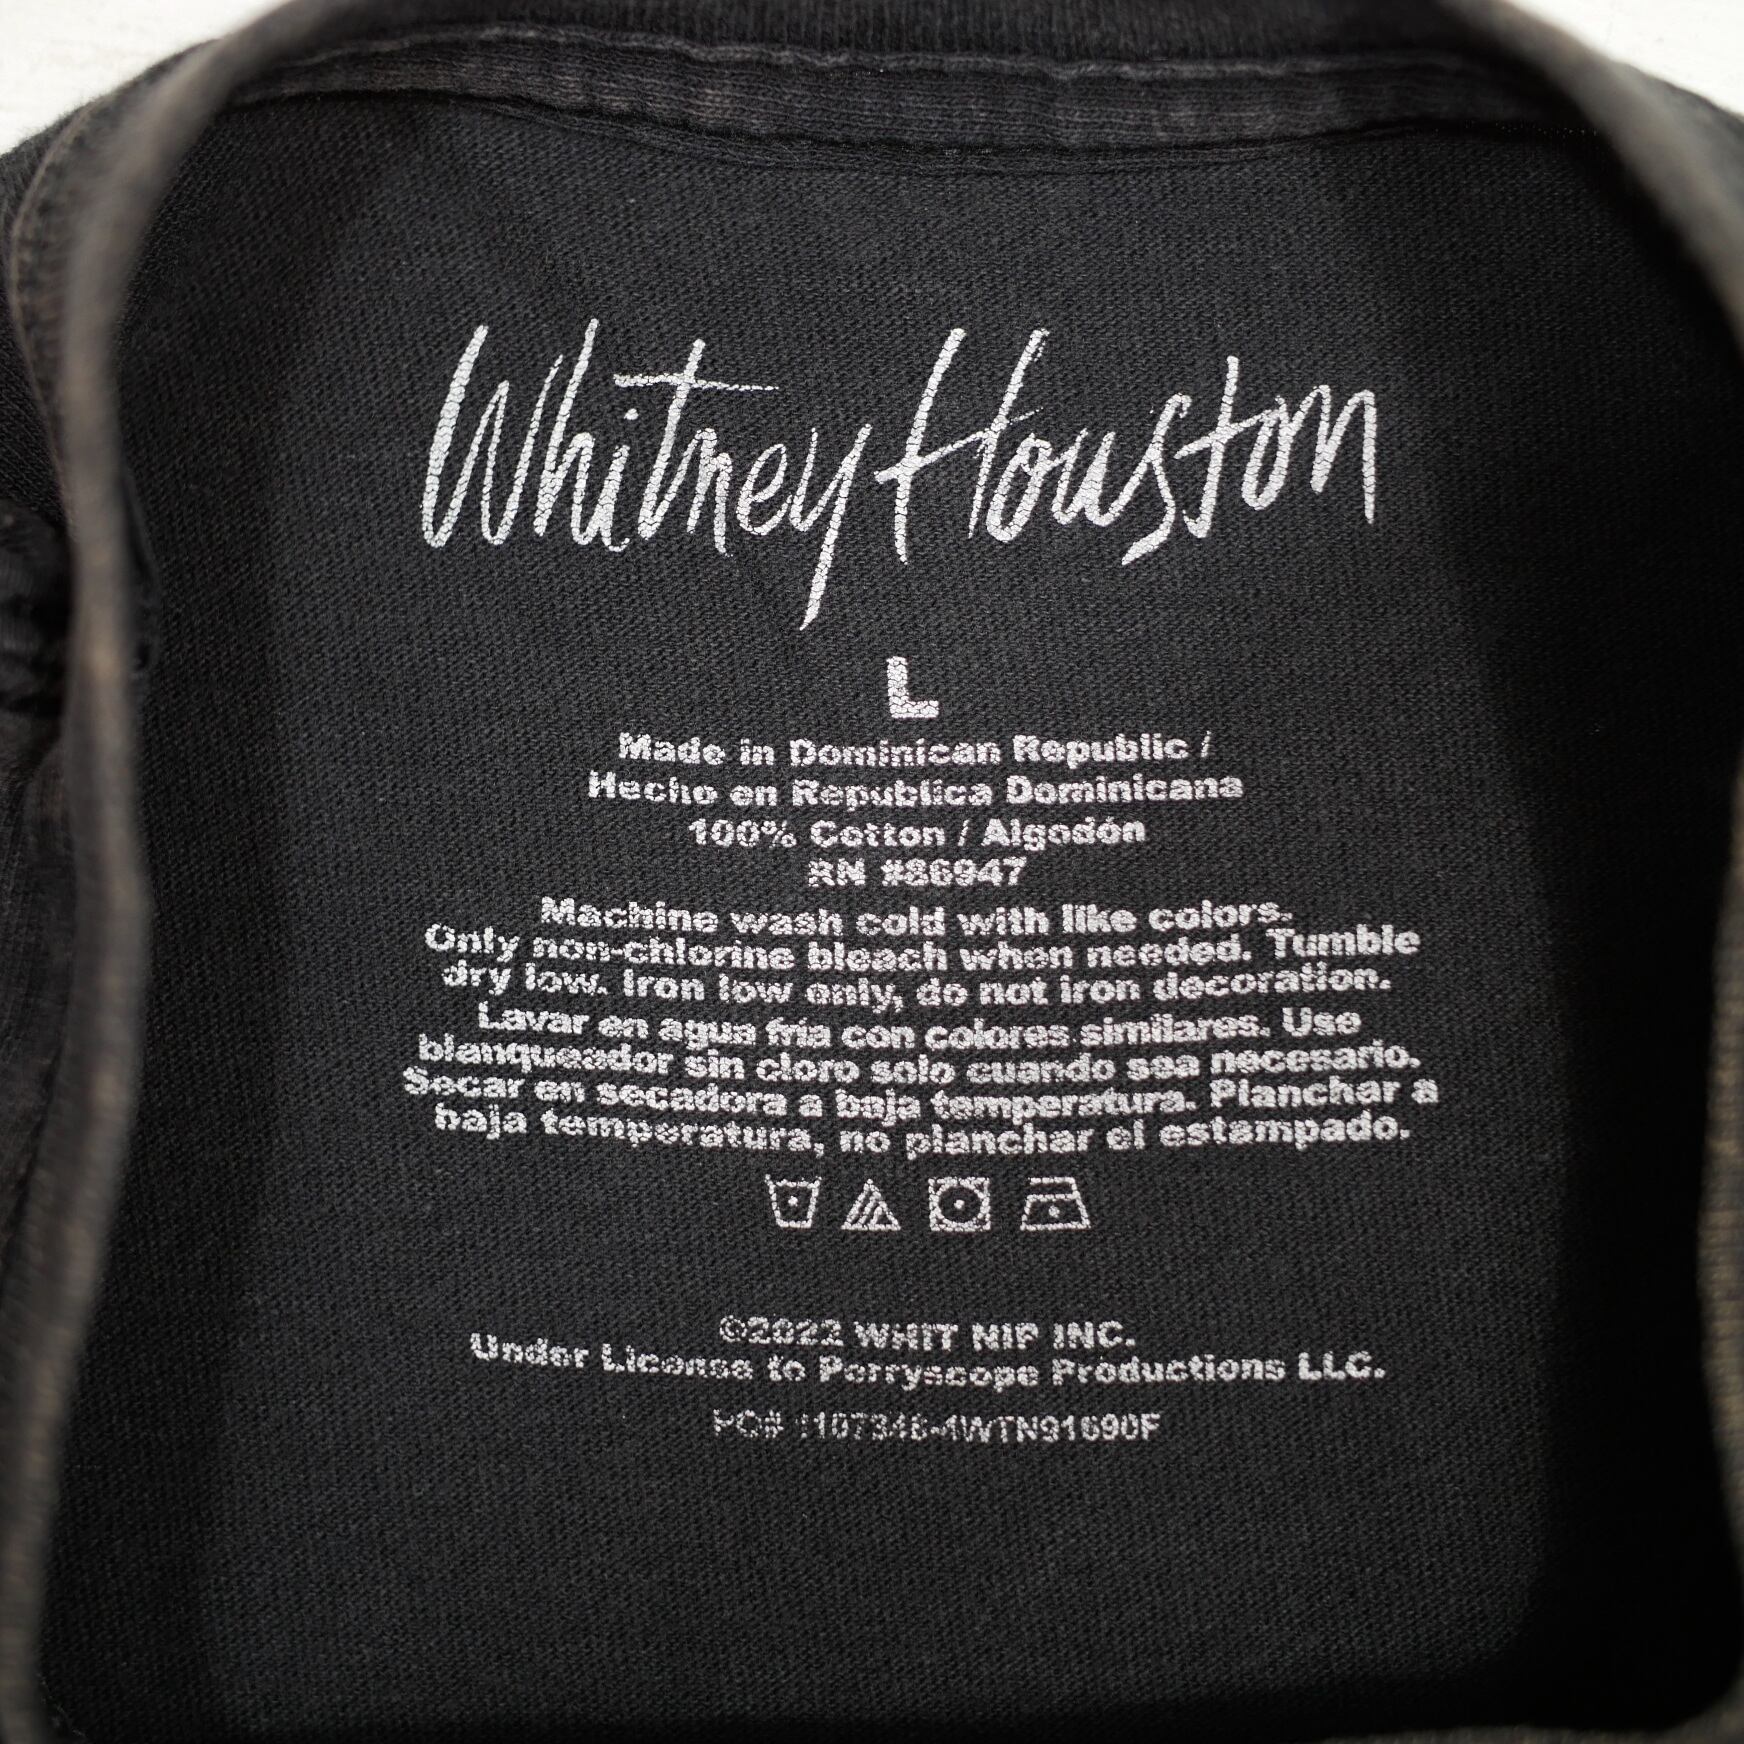 Whitney Houston
L
Made in Dominican Republic /
Hecho en Republica Dominicana
100% Cotton / Algodón
RN #86947
Machine wash cold with like colors.
Only non-chlorine bleach when needed. Tumble
dry low. Iron low only, do not iron decoration.
Lavar en agua fria con colores similares. Use
blanqueador sin cloro solo cuando sea necesario.
Secar en secadora a baja temperatura. Planchar a
baja temperatura, no planchar el estampado.
©2022 WHIT NIP INC.
Under License to Perryscope Productions LLC.
PO#